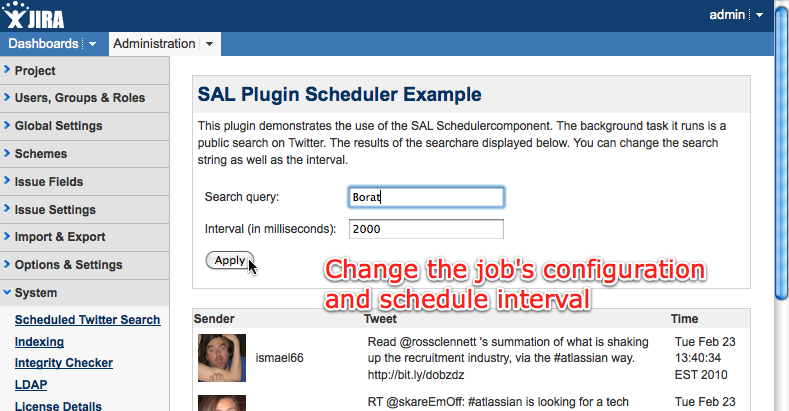 JIRA
admin
Dashboards
Administration
Project
Users, Groups & Roles
Global Settings
Schemes
Issue Fields
Issue Settings
Import & Export
Options & Settings
System
Scheduled Twitter Search
Indexing
Integrity Checker
LDAP
License Details
SAL Plugin Scheduler Example
This plugin demonstrates the use of the SAL Schedulercomponent. The background task it runs is a
public search on Twitter. The results of the searchare displayed below. You can change the search
string as well as the interval.
Search query:
Borat
Interval (in milliseconds):
2000
Apply
Change the job's configuration
and schedule interval
Sender
Tweet
Time
ismael66
Read @rossclennett 's summation of what is shaking
up the recruitment industry, via the #atlassian way.
http://bit.ly/dobzdz
Tue Feb 23
13:40:34
EST 2010
RT @skareEmOff: #atlassian is looking for a tech
Tue Feb 23